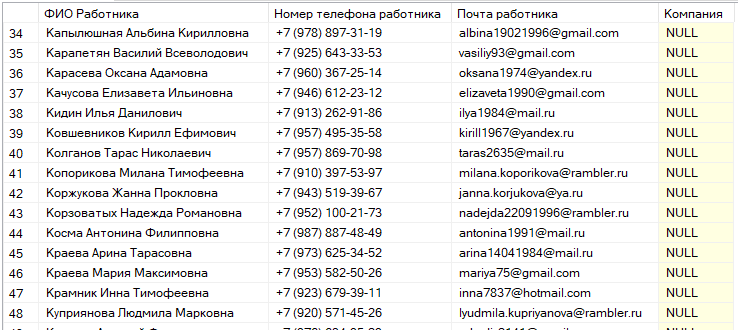 ФИО Работника Номер телефона работника Почта работника Компания
34 Капылюшная Альбина Кирилловна +7 (978) 897-31-19 albina19021996@gmail.com NULL
35 Карапетян Василий Всеволодович +7 (925) 643-33-53 vasiliy93@gmail.com NULL
36 Карасева Оксана Адамовна +7 (960) 367-25-14 oksana1974@yandex.ru NULL
37 Качусова Елизавета Ильиновна +7 (946) 612-23-12 elizaveta1990@gmail.com NULL
38 Кидин Илья Данилович +7 (913) 262-91-86 ilya1984@mail.ru NULL
39 Ковшевников Кирилл Ефимович +7 (957) 495-35-58 kirill1967@yandex.ru NULL
40 Колганов Тарас Николаевич +7 (957) 869-70-98 taras2635@mail.ru NULL
41 Копорикова Милана Тимофеевна +7 (910) 397-53-97 milana.koporikova@rambler.ru NULL
42 Коржукова Жанна Прокловна +7 (943) 519-39-67 janna.korjukova@ya.ru NULL
43 Корзоватых Надежда Романовна +7 (952) 100-21-73 nadejda22091996@rambler.ru NULL
44 Косма Антонина Филипповна +7 (987) 887-48-49 antonina1991@mail.ru NULL
45 Краева Арина Тарасовна +7 (973) 625-34-52 arina14041984@mail.ru NULL
46 Краева Мария Максимовна +7 (953) 582-50-26 mariya75@gmail.com NULL
47 Крамник Инна Тимофеевна +7 (923) 679-39-11 inna7837@hotmail.com NULL
48 Куприянова Людмила Марковна +7 (920) 571-45-26 lyudmila.kupriyanova@rambler.ru NULL